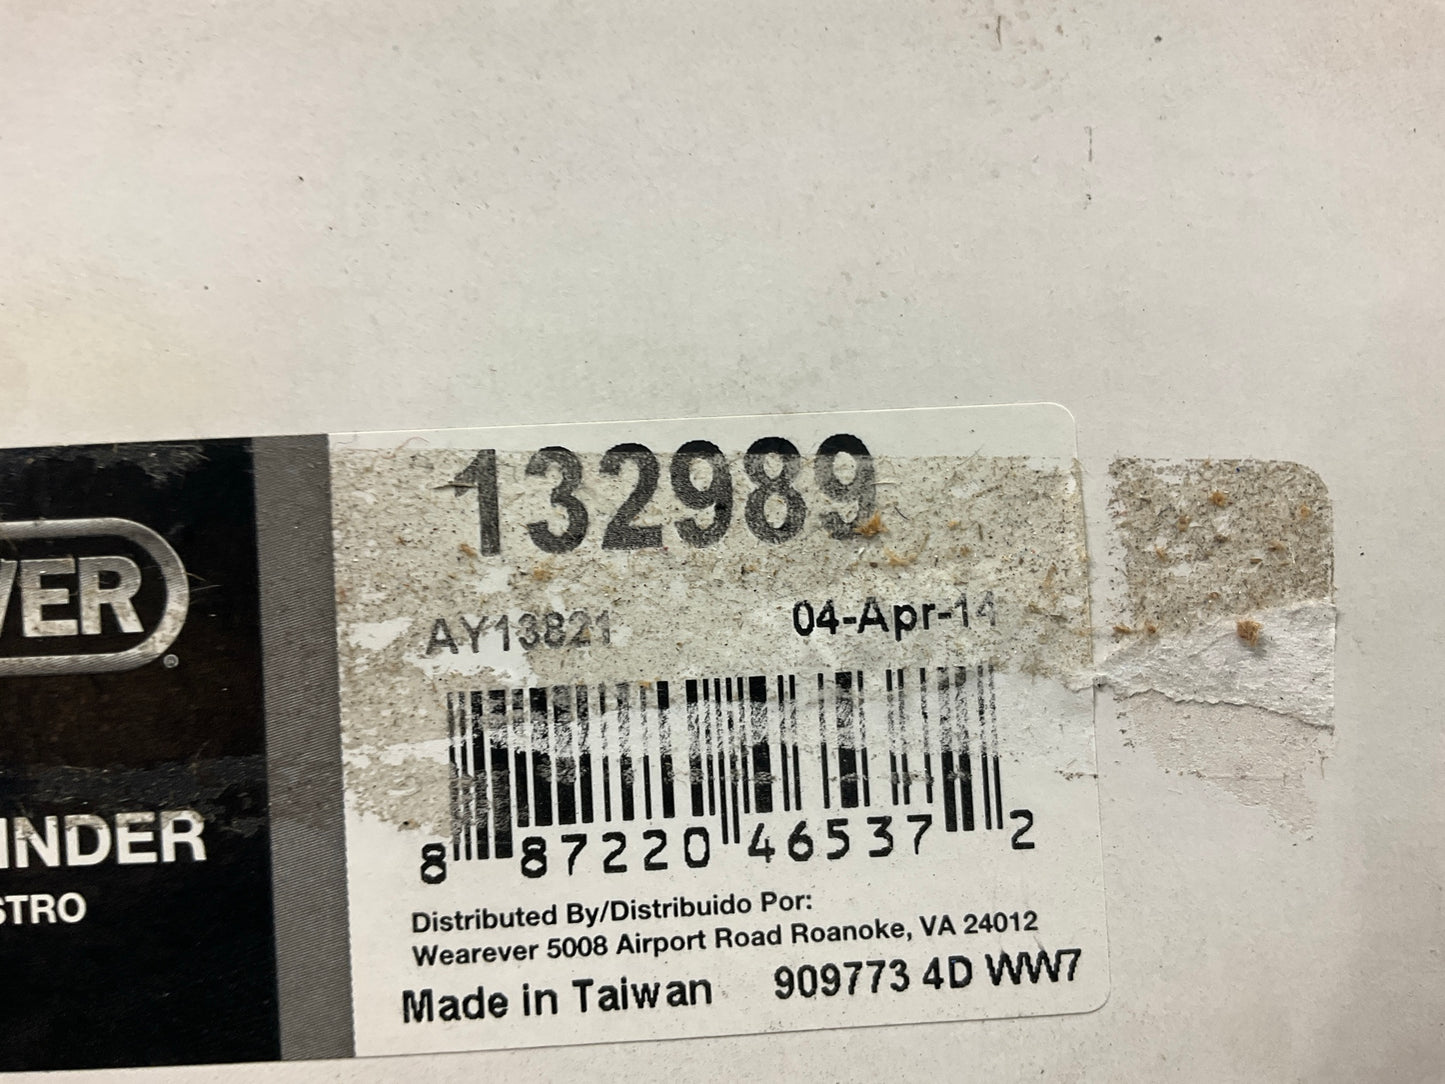 132989
AY13821
04-Apr-14
VER®
8 87220 46537 2
INDER
STRO
Distributed By/Distribuido Por:
Wearever 5008 Airport Road Roanoke, VA 24012
Made in Taiwan
909773 4D WW7